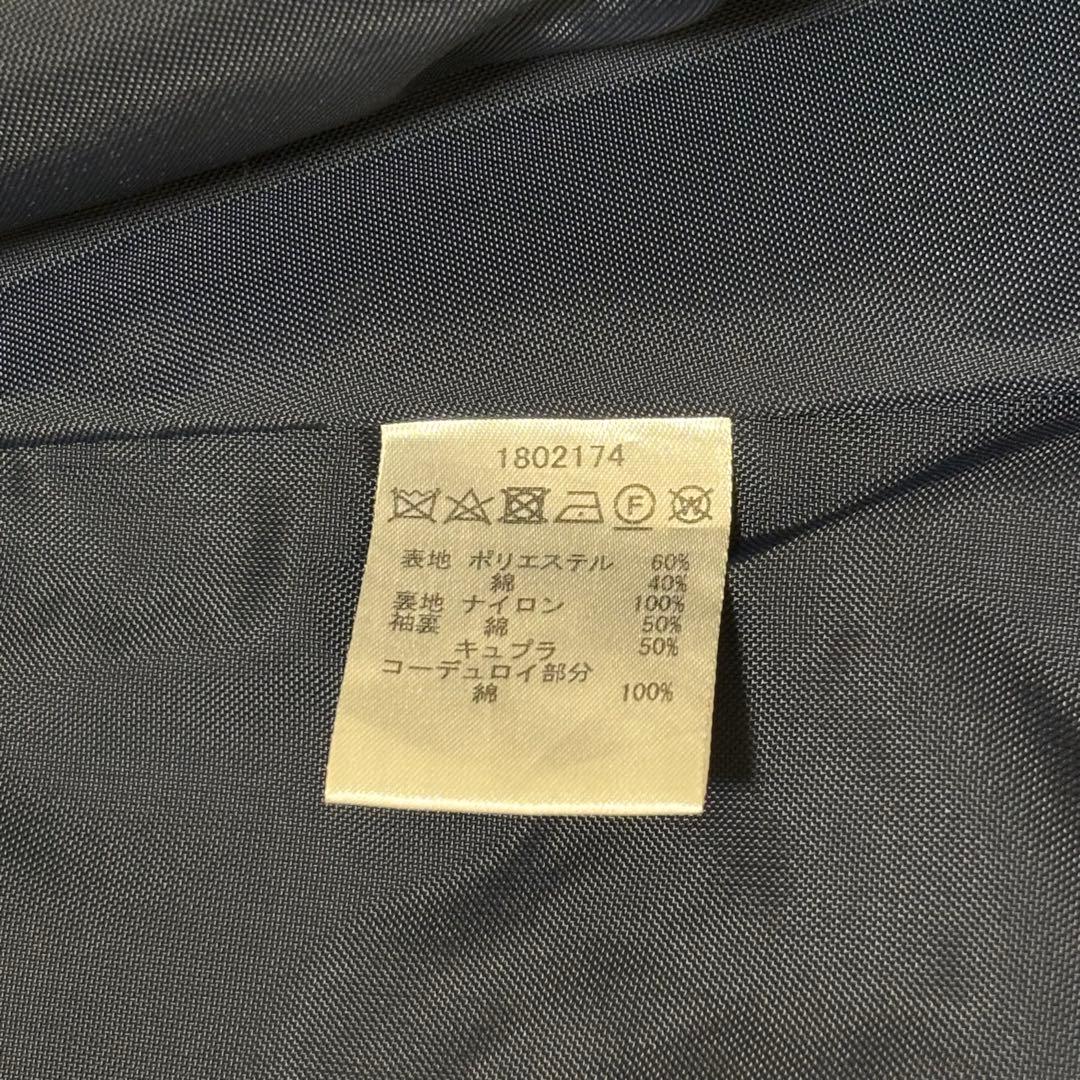 1802174
F W
表地 ポリエステル 60%
綿 40%
裏地 ナイロン 100%
袖裏 綿 50%
キュプラ 50%
コーデュロイ部分
綿 100%